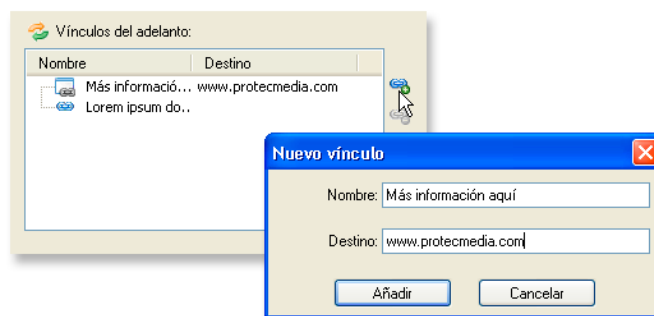 Vínculos del adelanto:
Nombre Destino
Más informació... www.protecmedia.com
Lorem ipsum do..
Nuevo vínculo
Nombre: Más información aquí
Destino: www.protecmedia.com
Añadir Cancelar